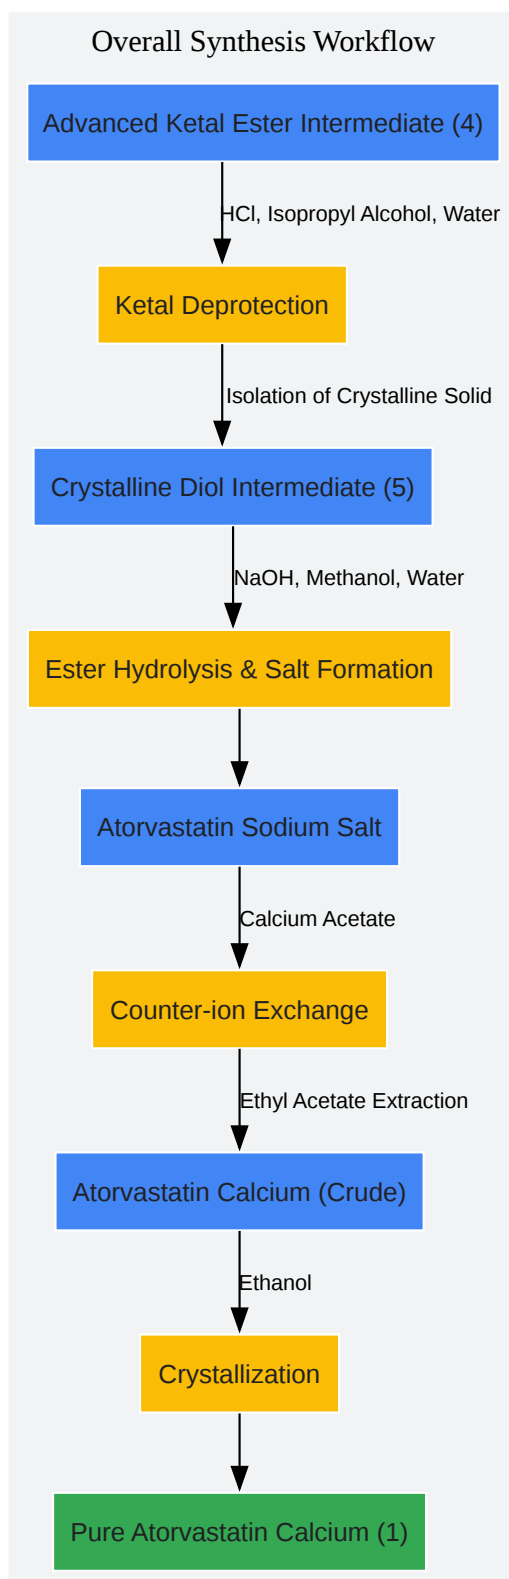 Overall Synthesis Workflow
Advanced Ketal Ester Intermediate (4)
HCl, Isopropyl Alcohol, Water
Ketal Deprotection
Isolation of Crystalline Solid
Crystalline Diol Intermediate (5)
NaOH, Methanol, Water
Ester Hydrolysis & Salt Formation
Atorvastatin Sodium Salt
Calcium Acetate
Counter-ion Exchange
Ethyl Acetate Extraction
Atorvastatin Calcium (Crude)
Ethanol
Crystallization
Pure Atorvastatin Calcium (1)